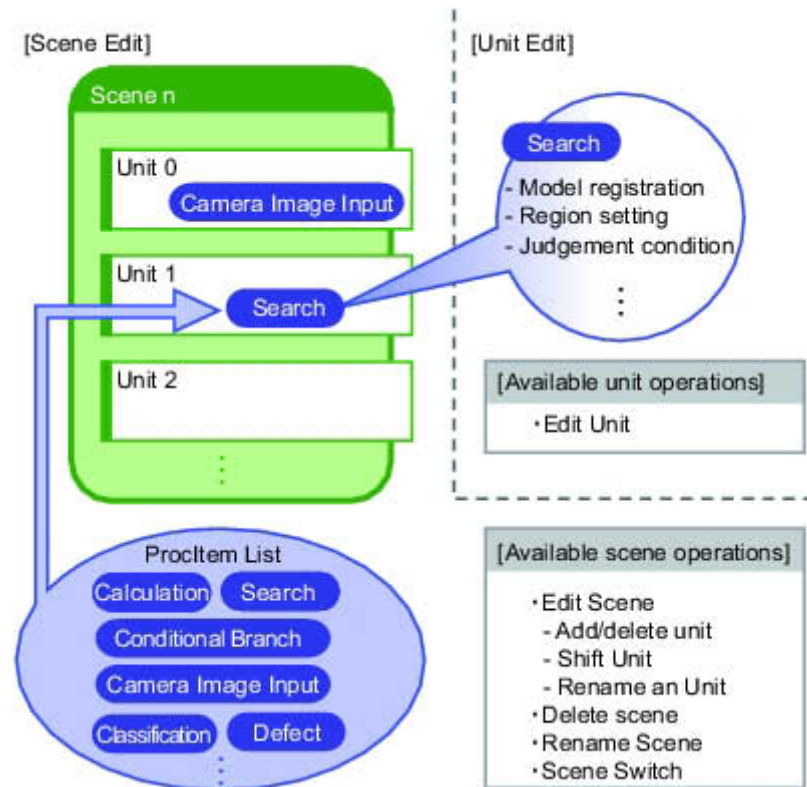 [Scene Edit]
Scene n
Unit 0
Camera Image Input
Unit 1
Search
Unit 2
⋮
ProcItem List
Calculation
Search
Conditional Branch
Camera Image Input
Classification
Defect
⋮
[Unit Edit]
Search
- Model registration
- Region setting
- Judgement condition
⋮
[Available unit operations]
・Edit Unit
[Available scene operations]
・Edit Scene
- Add/delete unit
- Shift Unit
- Rename an Unit
・Delete scene
・Rename Scene
・Scene Switch